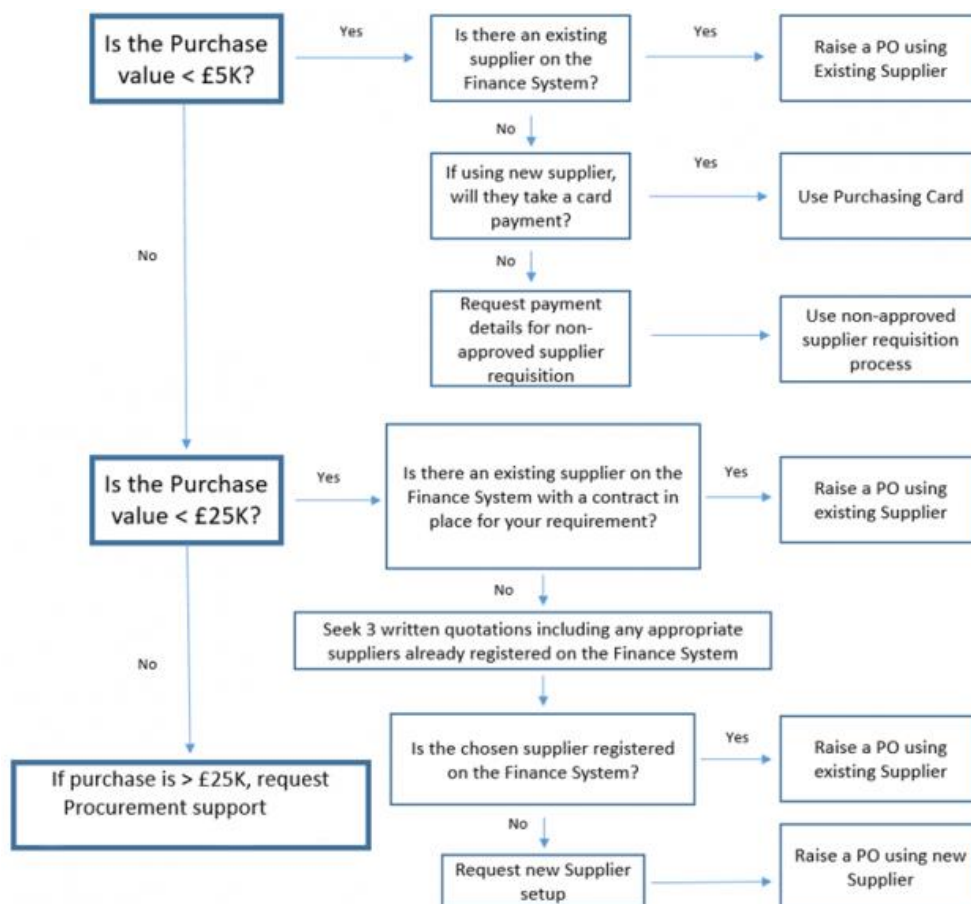 Is the Purchase
value < £5K?
Yes
Is there an existing
supplier on the
Finance System?
Yes
Raise a PO using
Existing Supplier
No
If using new supplier,
will they take a card
payment?
Yes
Use Purchasing Card
No
No
Request payment
details for non-
approved supplier
requisition
Use non-approved
supplier requisition
process
Is the Purchase
value < £25K?
Yes
Is there an existing supplier on the
Finance System with a contract in
place for your requirement?
Yes
Raise a PO using
existing Supplier
No
Seek 3 written quotations including any appropriate
suppliers already registered on the Finance System
No
Is the chosen supplier registered
on the Finance System?
Yes
Raise a PO using
existing Supplier
If purchase is > £25K, request
Procurement support
No
Request new Supplier
setup
Raise a PO using new
Supplier